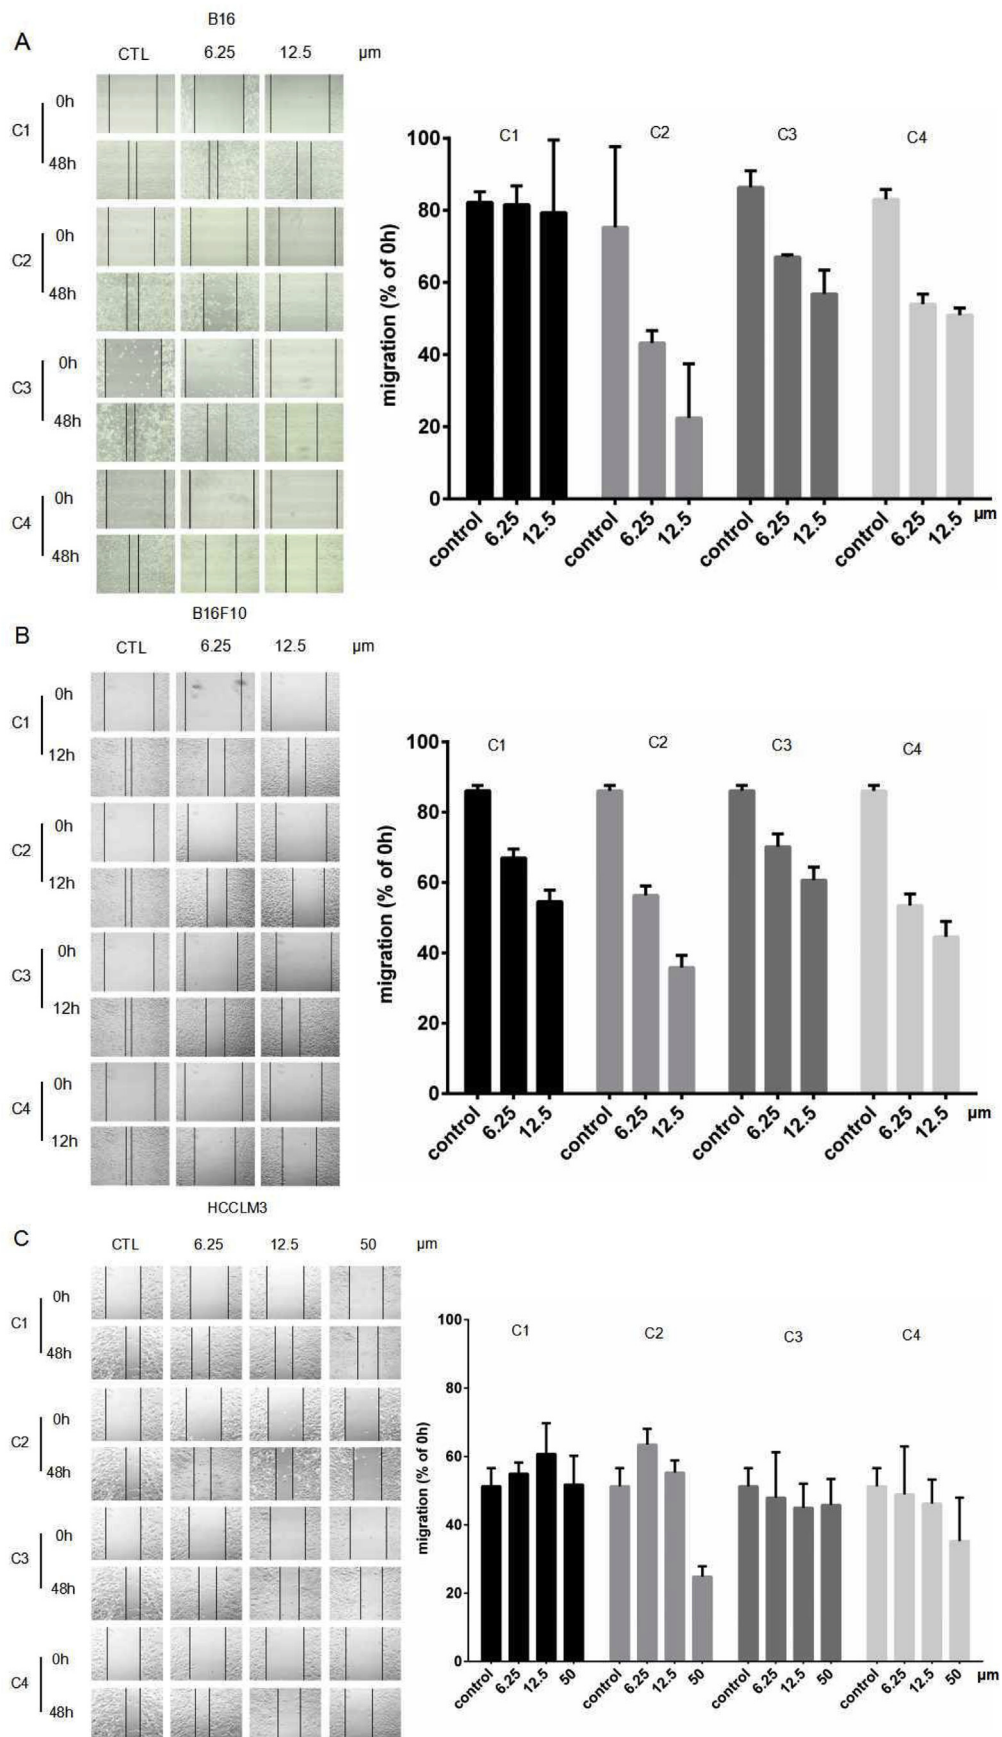 B16
A
CTL 6.25 12.5 µm
C1
0h
48h
C2
0h
48h
C3
0h
48h
C4
0h
48h
C1 C2 C3 C4
migration (% of 0h)
100
80
60
40
20
0
control 6.25 12.5 control 6.25 12.5 control 6.25 12.5 control 6.25 12.5 µm
B16F10
B
CTL 6.25 12.5 µm
C1
0h
12h
C2
0h
12h
C3
0h
12h
C4
0h
12h
C1 C2 C3 C4
migration (% of 0h)
100
80
60
40
20
0
control 6.25 12.5 control 6.25 12.5 control 6.25 12.5 control 6.25 12.5 µm
HCCLM3
C
CTL 6.25 12.5 50 µm
C1
0h
48h
C2
0h
48h
C3
0h
48h
C4
0h
48h
C1 C2 C3 C4
migration (% of 0h)
100
80
60
40
20
0
control 6.25 12.5 50 control 6.25 12.5 50 control 6.25 12.5 50 control 6.25 12.5 50 µm